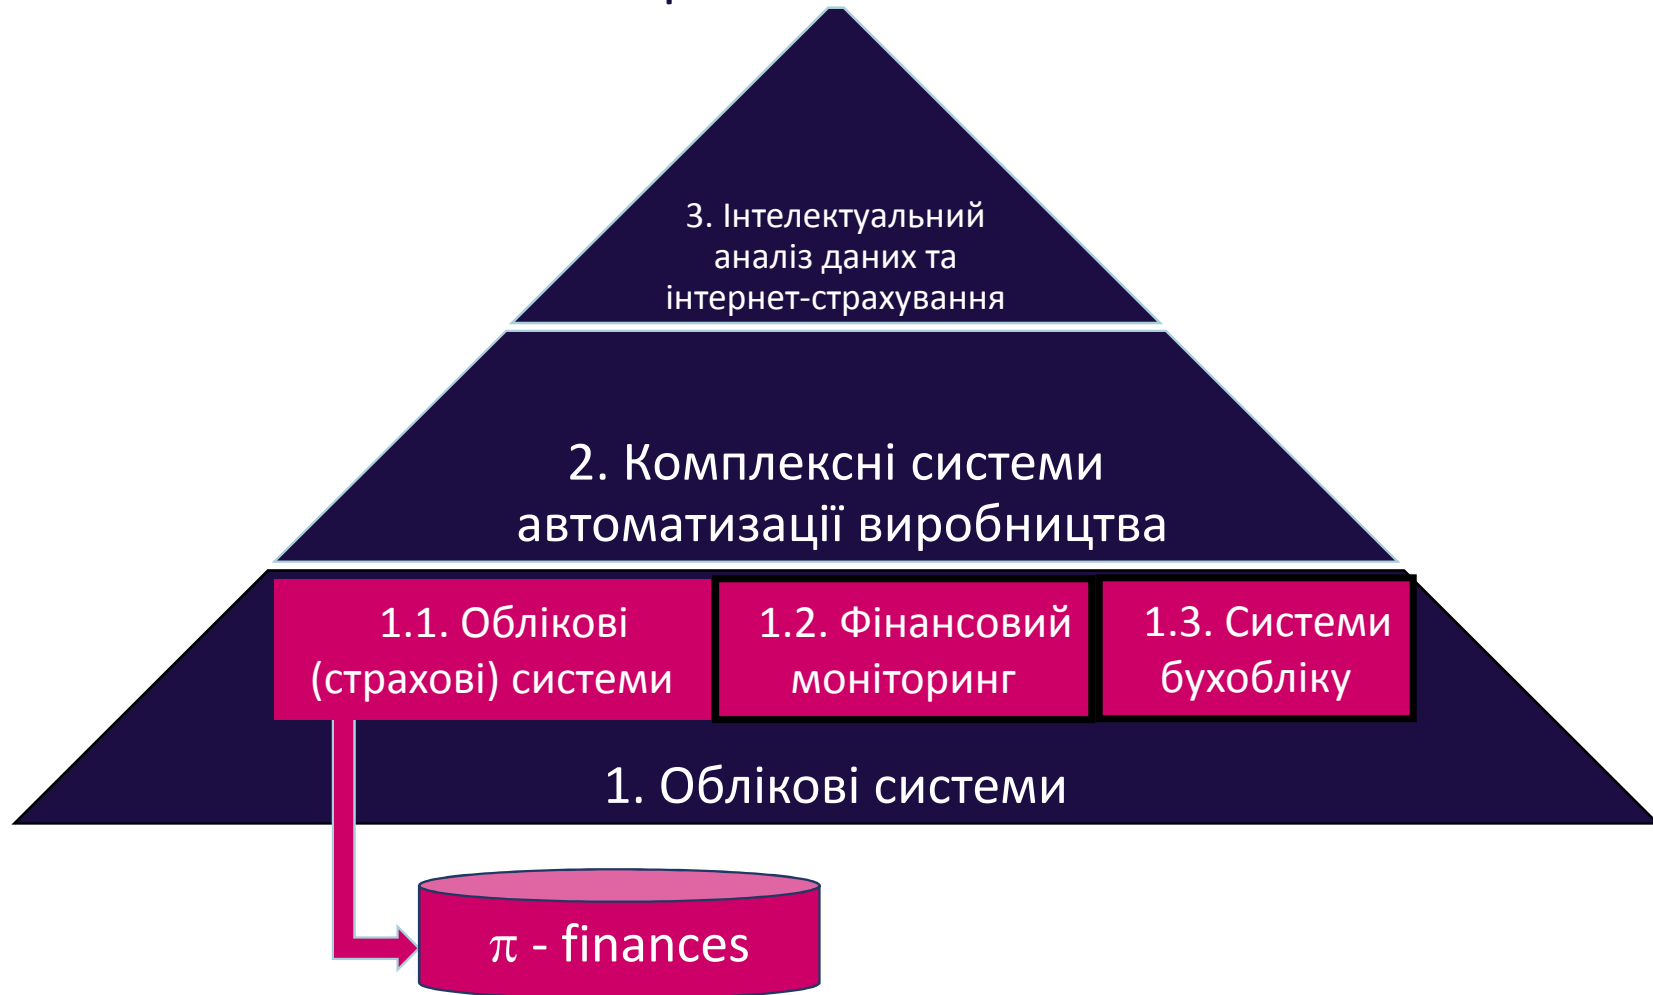 3. Інтелектуальний
аналіз даних та
інтернет-страхування
2. Комплексні системи
автоматизації виробництва
1.1. Облікові
(страхові) системи
1.2. Фінансовий
моніторинг
1.3. Системи
бухобліку
1. Облікові системи
π - finances